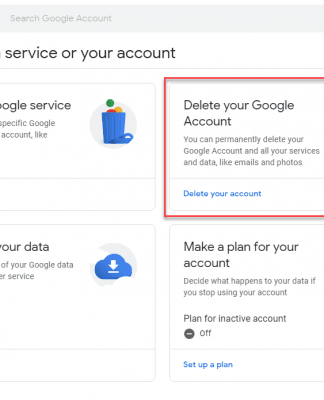 Search Google Account
service or your account
oogle service
specific Google
account, like
Delete your Google
Account
You can permanently delete your
Google Account and all your services
and data, like emails and photos
Delete your account
your data
of your Google data
er service
Make a plan for your
account
Decide what happens to your data if
you stop using your account
Plan for inactive account
Off
Set up a plan